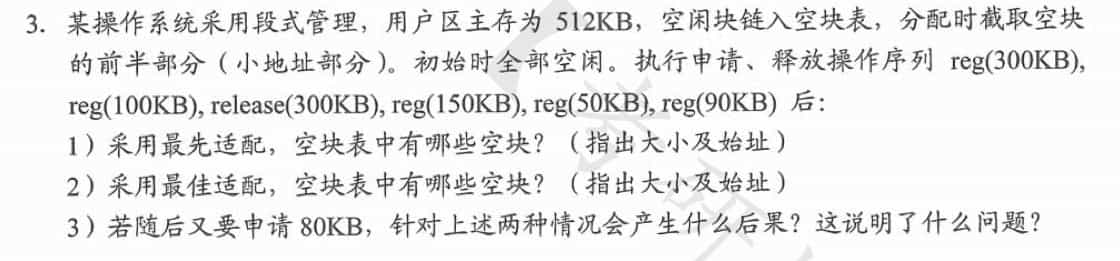 3. 某操作系统采用段式管理，用户区主存为 512KB，空闲块链入空块表，分配时截取空块
的前半部分（小地址部分）。初始时全部空闲。执行申请、释放操作序列 reg(300KB),
reg(100KB), release(300KB), reg(150KB), reg(50KB), reg(90KB) 后：
1）采用最先适配，空块表中有哪些空块？（指出大小及始址）
2）采用最佳适配，空块表中有哪些空块？（指出大小及始址）
3）若随后又要申请 80KB，针对上述两种情况会产生什么后果？这说明了什么问题？